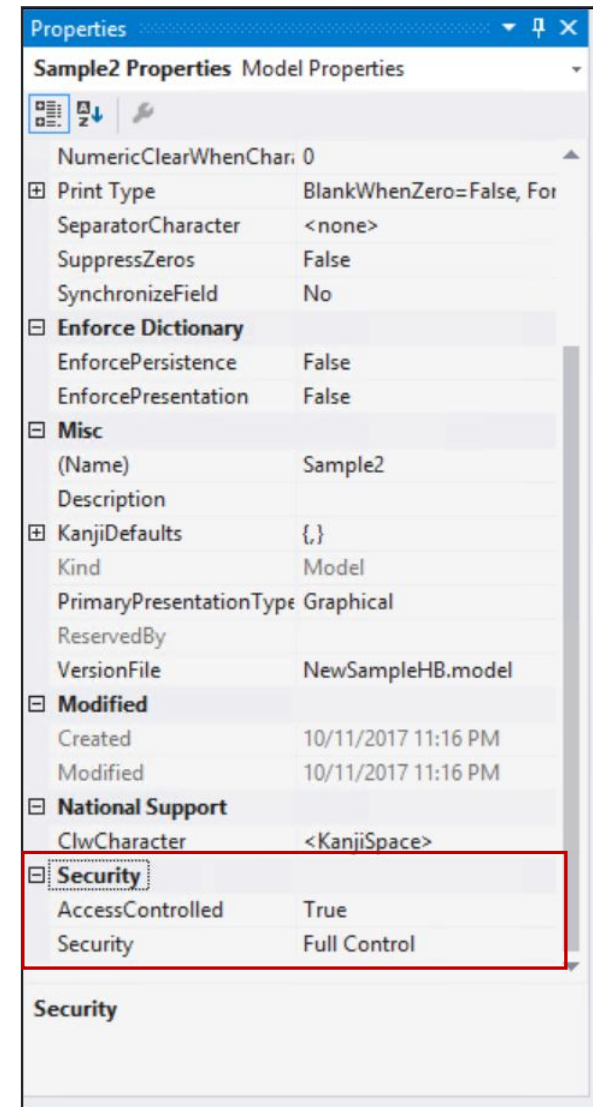 Properties
Sample2 Properties Model Properties
NumericClearWhenChara 0
Print Type BlankWhenZero=False, For
SeparatorCharacter <none>
SuppressZeros False
SynchronizeField No
Enforce Dictionary
EnforcePersistence False
EnforcePresentation False
Misc
(Name) Sample2
Description
KanjiDefaults {,}
Kind Model
PrimaryPresentationType Graphical
ReservedBy
VersionFile NewSampleHB.model
Modified
Created 10/11/2017 11:16 PM
Modified 10/11/2017 11:16 PM
National Support
ClwCharacter <KanjiSpace>
Security
AccessControlled True
Security Full Control
Security